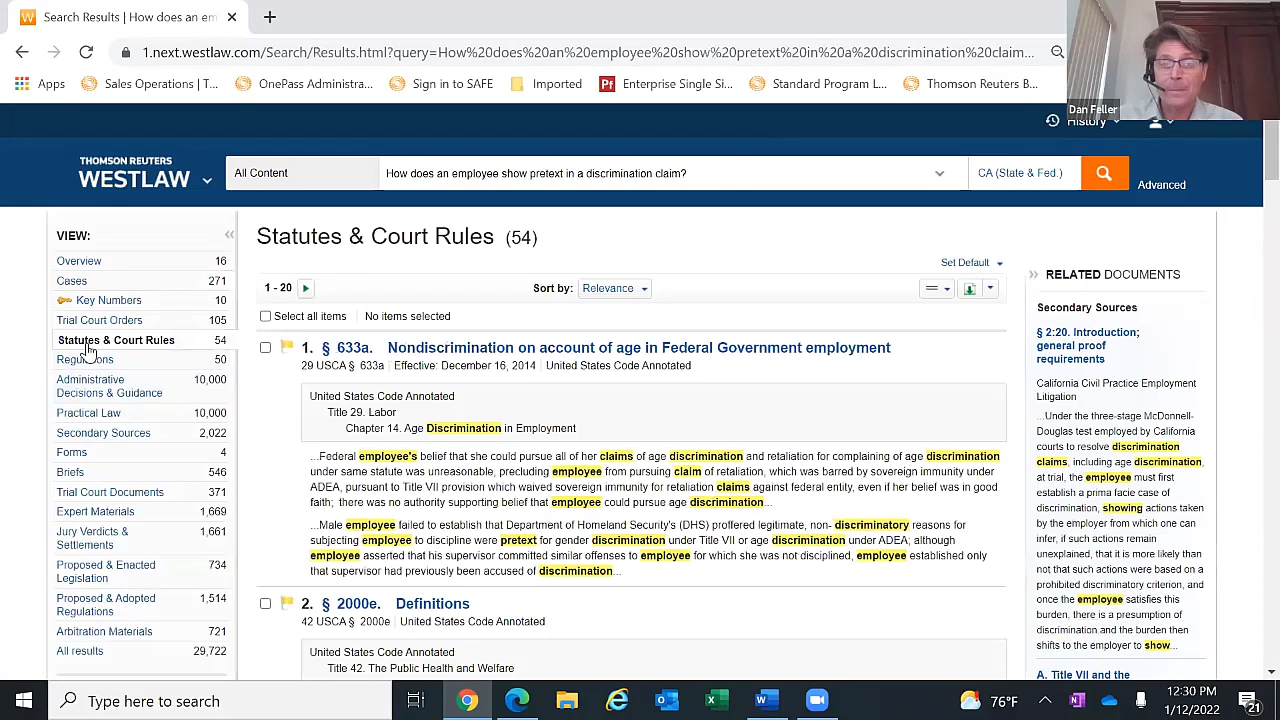 Search Results | How does an em
1.next.westlaw.com/Search/Results.html?query=How%20does%20an%20employee%20show%20pretext%20in%20a%20discrimination%20claim...
Apps
Sales Operations | T...
OnePass Administra...
Sign in to E
Imported
Enterprise Single Si...
Standard Program L...
Thomson Reuters B...
Dan Feller
History
THOMSON REUTERS
WESTLAW
All Content
How does an employee show pretext in a discrimination claim?
CA (State & Fed.)
Advanced
VIEW:
Overview 16
Cases 271
Key Numbers 10
Trial Court Orders 105
Statutes & Court Rules 54
Regulations 50
Administrative
Decisions & Guidance 10,000
Practical Law 10,000
Secondary Sources 2,022
Forms 4
Briefs 546
Trial Court Documents 371
Expert Materials 1,669
Jury Verdicts &
Settlements 1,661
Proposed & Enacted
Legislation 734
Proposed & Adopted
Regulations 1,514
Arbitration Materials 721
All results 29,722
Statutes & Court Rules (54)
Set Default
1 - 20
Sort by: Relevance
Select all items No items selected
1. § 633a. Nondiscrimination on account of age in Federal Government employment
29 USCA § 633a Effective: December 16, 2014 United States Code Annotated
United States Code Annotated
Title 29. Labor
Chapter 14. Age Discrimination in Employment
...Federal employee's belief she could pursue all of her claims of age discrimination and retaliation for complaining of age discrimination
under same statute was unreasonable, precluding employee from pursuing claim of retaliation, which was barred by sovereign immunity under
ADEA, pursuant to Title VII provision which waived sovereign immunity for retaliation claims against federal entity, even if her belief was in good
faith; there was no authority supporting belief that employee could pursue age discrimination...
...Male employee failed to establish that Department of Homeland Security's (DHS) proffered legitimate, non- discriminatory reasons for
subjecting employee to discipline were pretext for gender discrimination under Title VII or age discrimination under ADEA; although
employee asserted that his supervisor committed similar offenses to employee for which she was not disciplined, employee established only
that supervisor had previously been accused of discrimination...
2. § 2000e. Definitions
42 USCA § 2000e United States Code Annotated
United States Code Annotated
Title 42. The Public Health and Welfare
RELATED DOCUMENTS
Secondary Sources
§ 2:20. Introduction;
general proof
requirements
California Civil Practice Employment
Litigation
...Under the three-stage McDonnell-
Douglas test employed by California
courts to resolve discrimination
claims, including age discrimination,
at trial, the employee must first
establish a prima facie case of
discrimination, showing actions taken
by the employer from which one can
infer, if such actions remain
unexplained, that it is more likely than
not that such actions were based on a
prohibited discriminatory criterion, and
once the employee satisfies this
burden, there is a presumption of
discrimination and the burden then
shifts to the employer to show...
A. Title VII and the
Type here to search
76°F
12:30 PM
1/12/2022
21